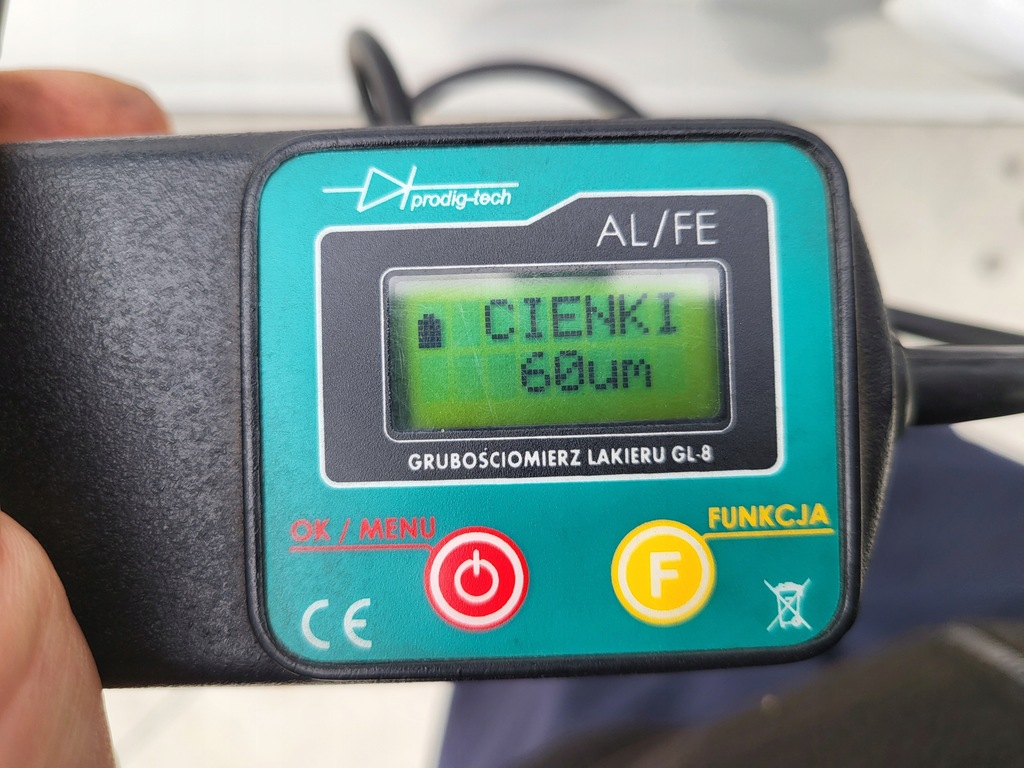 prodig-tech
AL/FE
CIENKI
60um
GRUBOŚCIOMIERZ LAKIERU GL-8
OK / MENU
FUNKCJA
F
CE